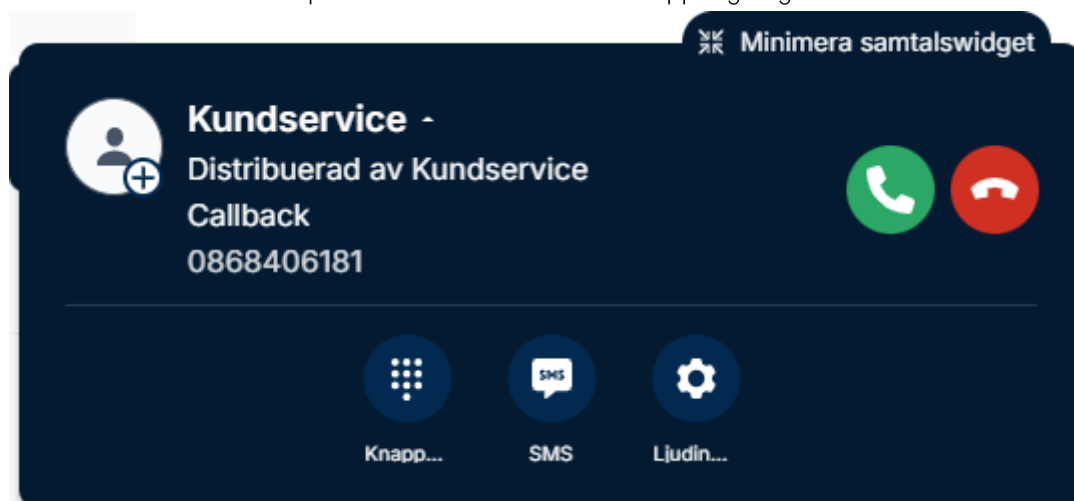 Minimera samtalswidget
Kundservice -
Distribuerad av Kundservice
Callback
0868406181
SMS
Knapp...
SMS
Ljudin...